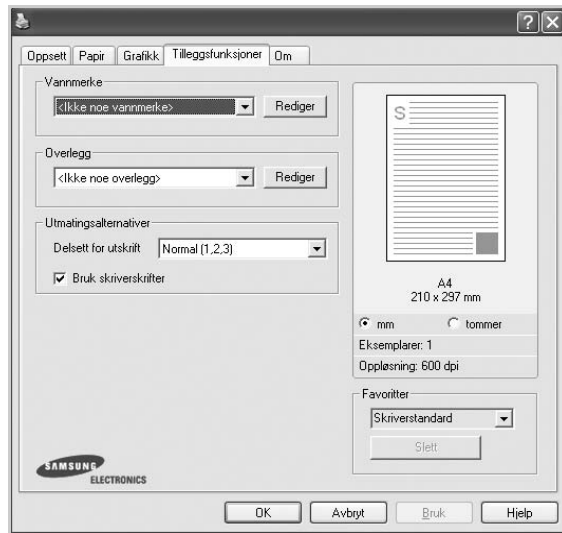 Oppsett Papir Grafikk Tilleggsfunksjoner Om
Vannmerke
<Ikke noe vannmerke> Rediger
Overlegg
<Ikke noe overlegg> Rediger
Utmatingsalternativer
Delsett for utskrift Normal (1,2,3)
Bruk skriverskrifter
S
A4
210 x 297 mm
mm tommer
Eksemplarer: 1
Oppløsning: 600 dpi
Favoritter
Skriverstandard
Slett
SAMSUNG
ELECTRONICS
OK Avbryt Bruk Hjelp